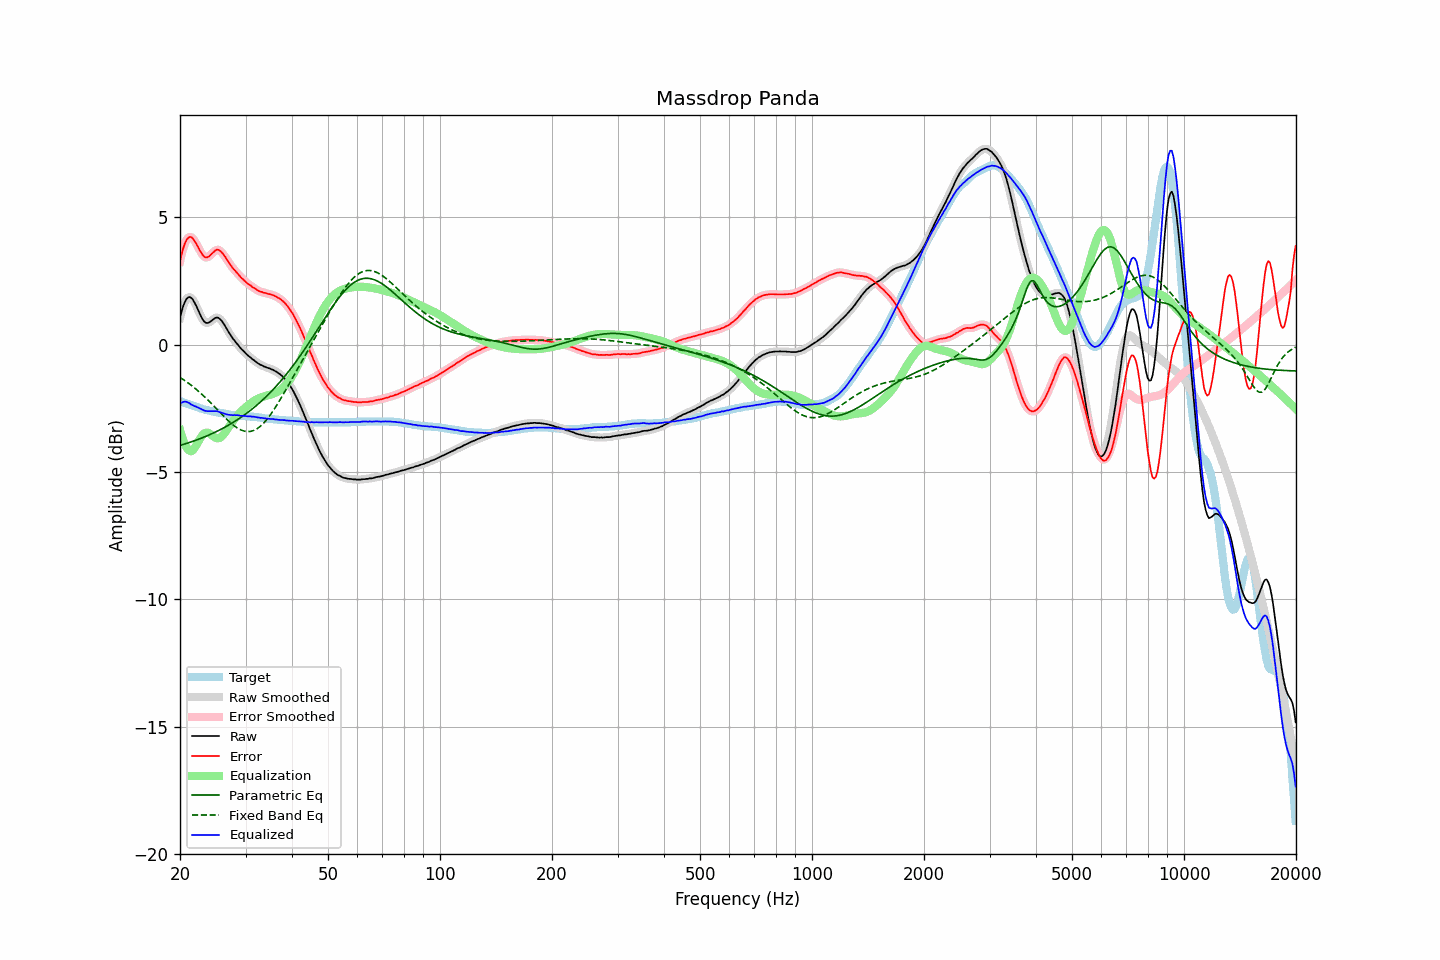 Massdrop Panda
Amplitude (dBr)
5
0
−5
−10
−15
−20
Target
Raw Smoothed
Error Smoothed
Raw
Error
Equalization
Parametric Eq
Fixed Band Eq
Equalized
20 50 100 200 500 1000 2000 5000 10000 20000
Frequency (Hz)